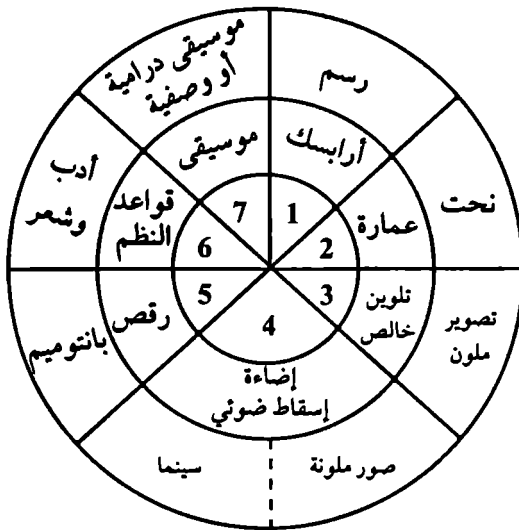 موسيقى درامية
أو وصفية
رسم
موسيقى
أرابسك
أدب
وشعر
قواعد
النظم
7
1
عمارة
نحت
6
2
5
3
4
بانتوميم
رقص
تلوين
خالص
تصوير
ملون
إضاءة
إسقاط ضوئي
سينما
صور ملونة